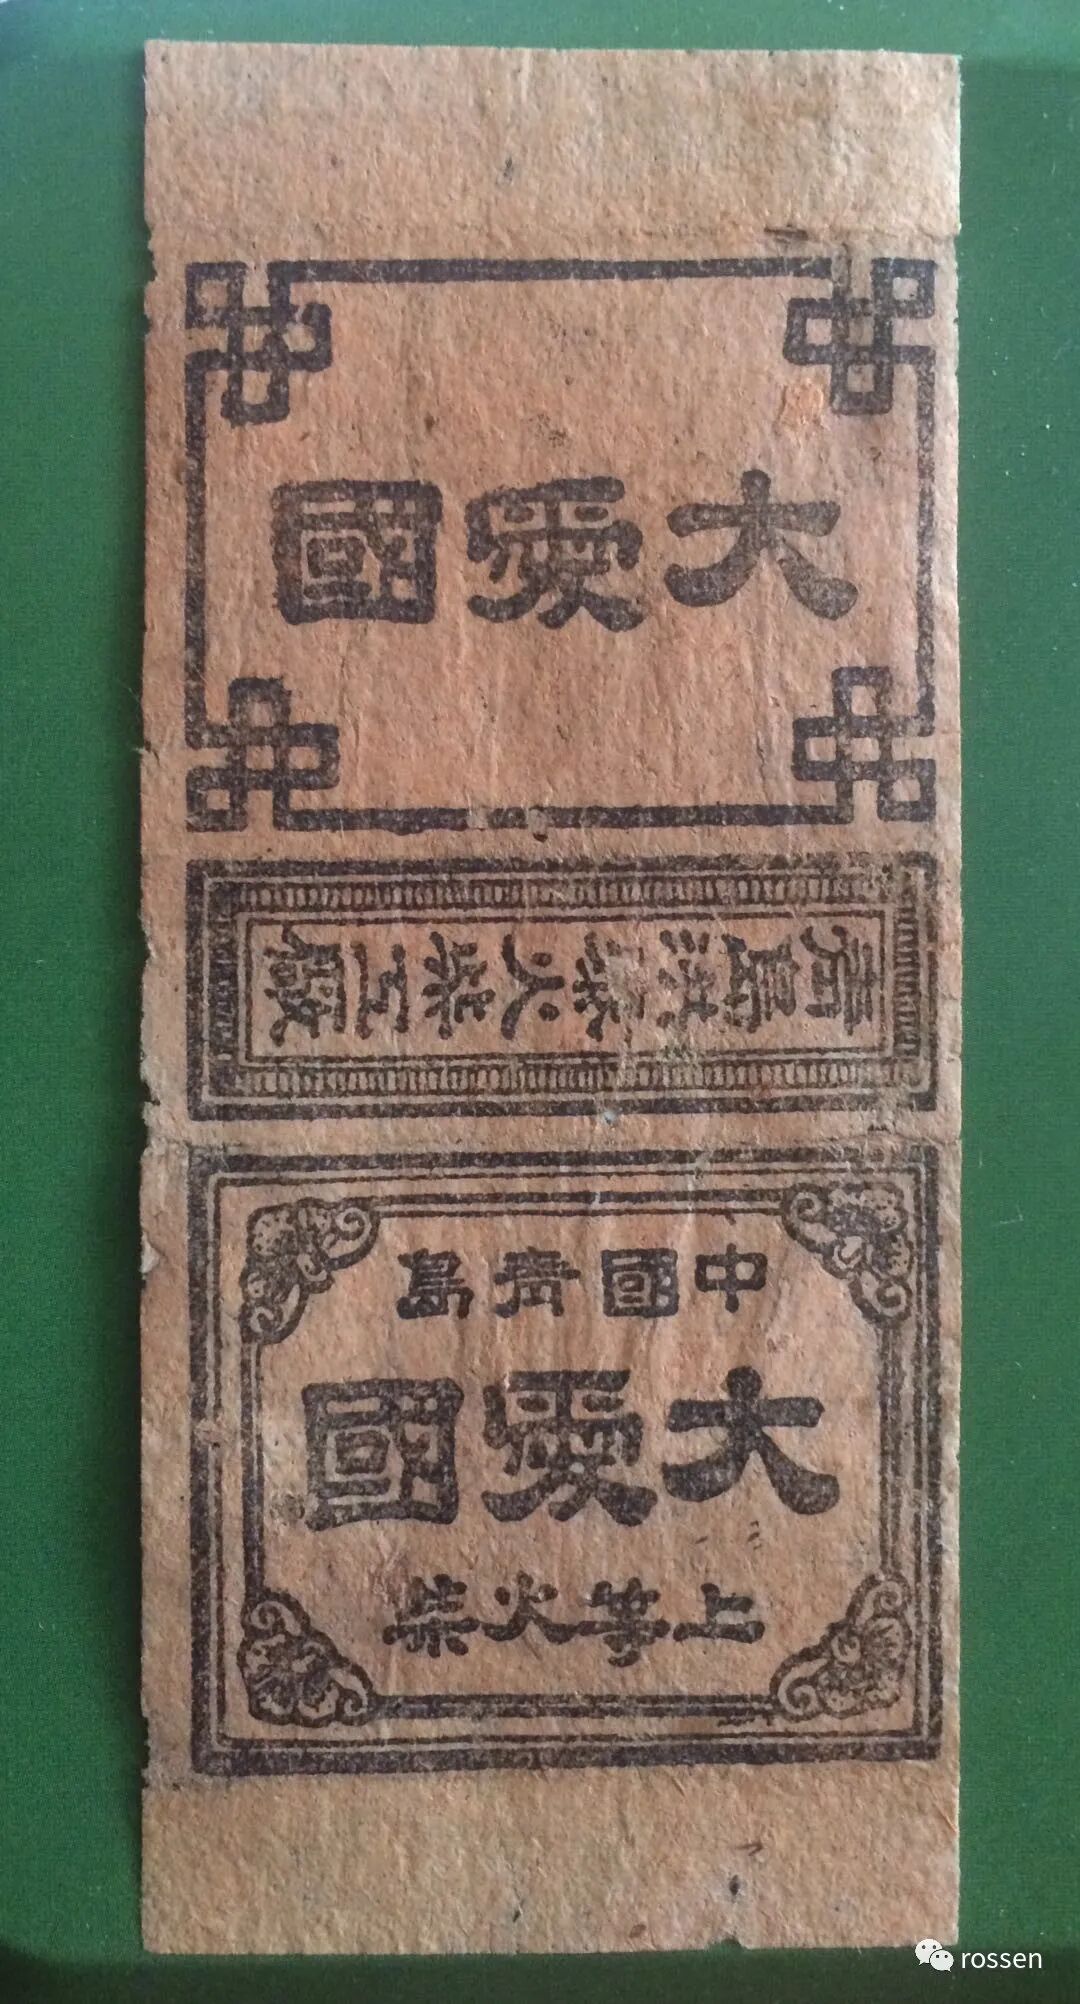 大愛國
青島洪泰火柴工廠
中國青島
大愛國
上等火柴
rossen